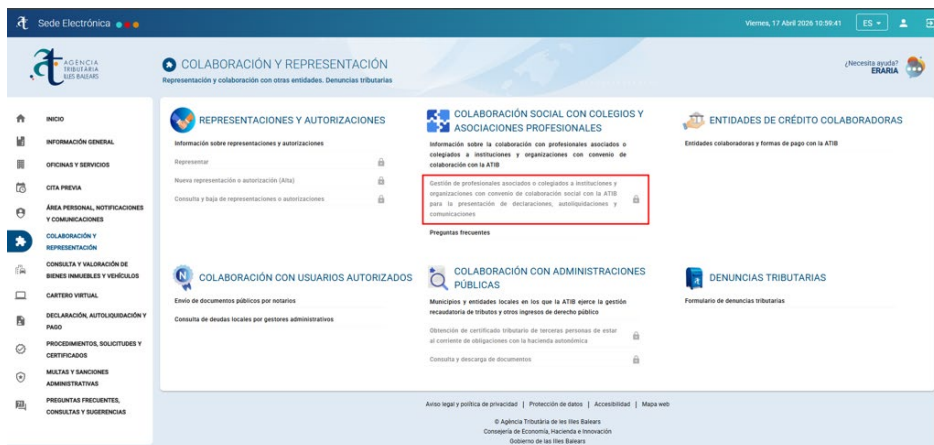 Sede Electrónica
Viernes, 17 Abril 2026 10:59:41
ES
AGENCIA
TRIBUTÀRIA
ILLES BALEARS
COLABORACIÓN Y REPRESENTACIÓN
Representación y colaboración con otras entidades. Denuncias tributarias
¿Necesita ayuda?
ERARIA
INICIO
INFORMACIÓN GENERAL
OFICINAS Y SERVICIOS
CITA PREVIA
ÁREA PERSONAL, NOTIFICACIONES
Y COMUNICACIONES
COLABORACIÓN Y
REPRESENTACIÓN
CONSULTA Y VALORACIÓN DE
BIENES INMUEBLES Y VEHÍCULOS
CARTERO VIRTUAL
DECLARACIÓN, AUTOLIQUIDACIÓN Y
PAGO
PROCEDIMIENTOS, SOLICITUDES Y
CERTIFICADOS
MULTAS Y SANCIONES
ADMINISTRATIVAS
PREGUNTAS FRECUENTES,
CONSULTAS Y SUGERENCIAS
REPRESENTACIONES Y AUTORIZACIONES
Información sobre representaciones y autorizaciones
Representar
Nueva representación o autorización (Alta)
Consulta y baja de representaciones o autorizaciones
COLABORACIÓN SOCIAL CON COLEGIOS Y
ASOCIACIONES PROFESIONALES
Información sobre la colaboración con profesionales asociados o
colegiados a instituciones y organizaciones con convenio de
colaboración con la ATIB
Gestión de profesionales asociados o colegiados a instituciones y
organizaciones con convenio de colaboración social con la ATIB
para la presentación de declaraciones, autoliquidaciones y
comunicaciones
Preguntas frecuentes
ENTIDADES DE CRÉDITO COLABORADORAS
Entidades colaboradoras y formas de pago con la ATIB
COLABORACIÓN CON USUARIOS AUTORIZADOS
Envío de documentos públicos por notarios
Consulta de deudas locales por gestores administrativos
COLABORACIÓN CON ADMINISTRACIONES
PÚBLICAS
Municipios y entidades locales en los que la ATIB ejerce la gestión
recaudatoria de tributos y otros ingresos de derecho público
Obtención de certificado tributario de terceras personas de estar
al corriente de obligaciones con la hacienda autonómica
Consulta y descarga de documentos
DENUNCIAS TRIBUTARIAS
Formulario de denuncias tributarias
Aviso legal y política de privacidad | Protección de datos | Accesibilidad | Mapa web
© Agència Tributària de les Illes Balears
Consejería de Economía, Hacienda e Innovación
Gobierno de las Illes Balears